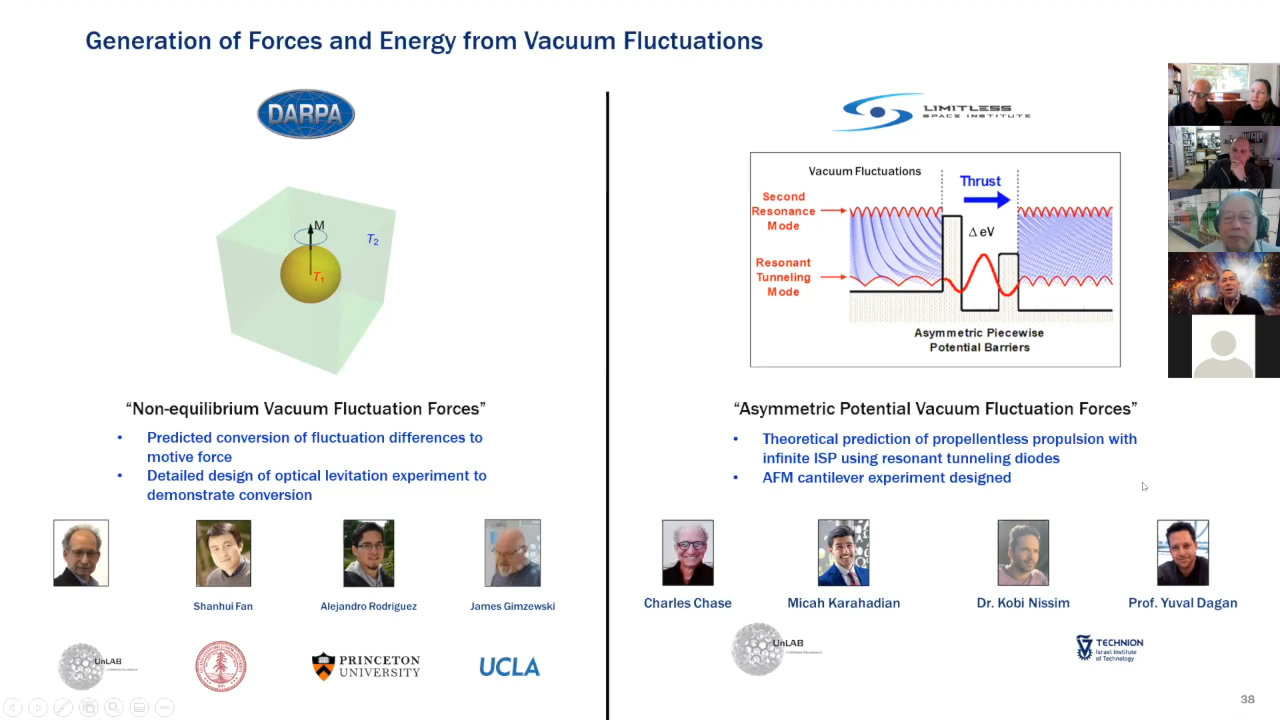 Generation of Forces and Energy from Vacuum Fluctuations
DARPA
M
T2
T1
"Non-equilibrium Vacuum Fluctuation Forces"
• Predicted conversion of fluctuation differences to
motive force
• Detailed design of optical levitation experiment to
demonstrate conversion
Shanhui Fan
Alejandro Rodriguez
James Gimzewski
UnLAB
PRINCETON
UNIVERSITY
UCLA
LIMITLESS
SPACE INSTITUTE
Vacuum Fluctuations
Thrust
Second
Resonance
Mode
Δ eV
Resonant
Tunneling
Mode
Asymmetric Piecewise
Potential Barriers
"Asymmetric Potential Vacuum Fluctuation Forces"
• Theoretical prediction of propellentless propulsion with
infinite ISP using resonant tunneling diodes
• AFM cantilever experiment designed
Charles Chase
Micah Karahadian
Dr. Kobi Nissim
Prof. Yuval Dagan
UnLAB
TECHNION
Israel Institute
of Technology
38